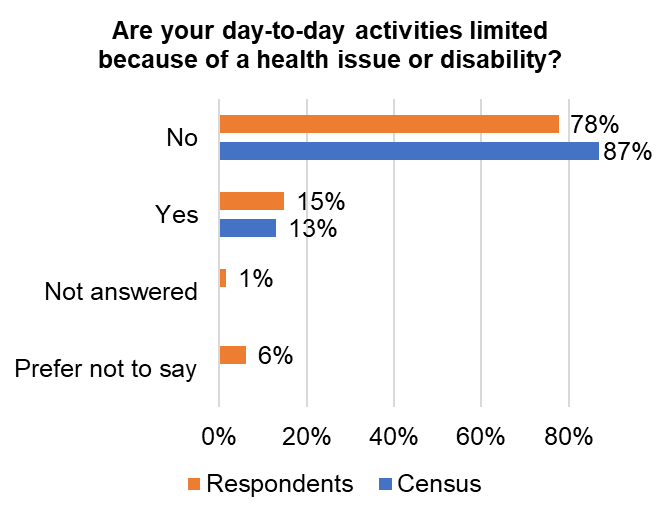 Are your day-to-day activities limited
because of a health issue or disability?
No
78%
87%
Yes
15%
13%
Not answered
1%
Prefer not to say
6%
0%
20%
40%
60%
80%
Respondents
Census